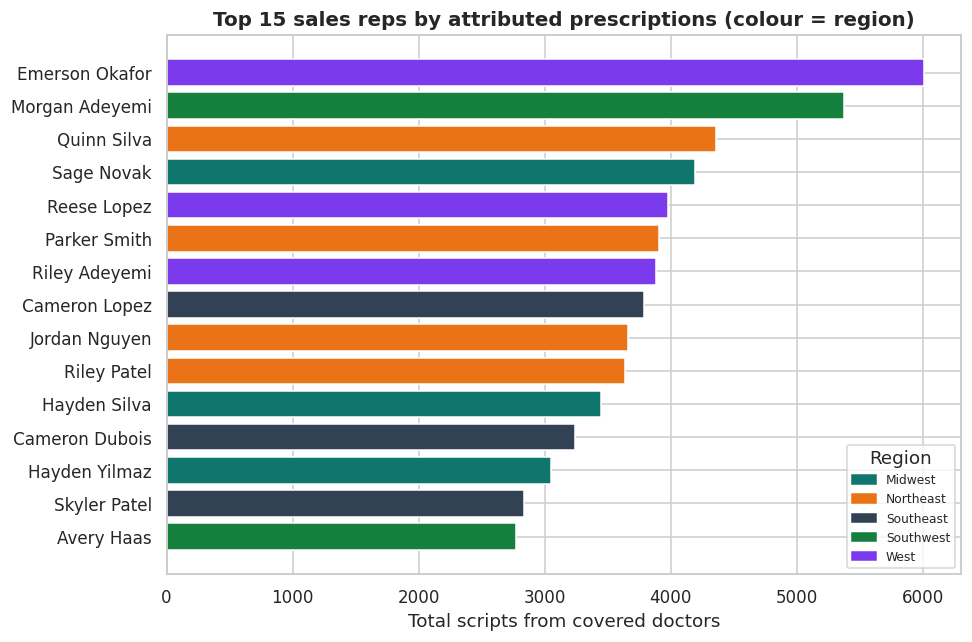 Top 15 sales reps by attributed prescriptions (colour = region)
Emerson Okafor
Morgan Adeyemi
Quinn Silva
Sage Novak
Reese Lopez
Parker Smith
Riley Adeyemi
Cameron Lopez
Jordan Nguyen
Riley Patel
Hayden Silva
Cameron Dubois
Hayden Yilmaz
Skyler Patel
Avery Haas
Region
Midwest
Northeast
Southeast
Southwest
West
0 1000 2000 3000 4000 5000 6000
Total scripts from covered doctors